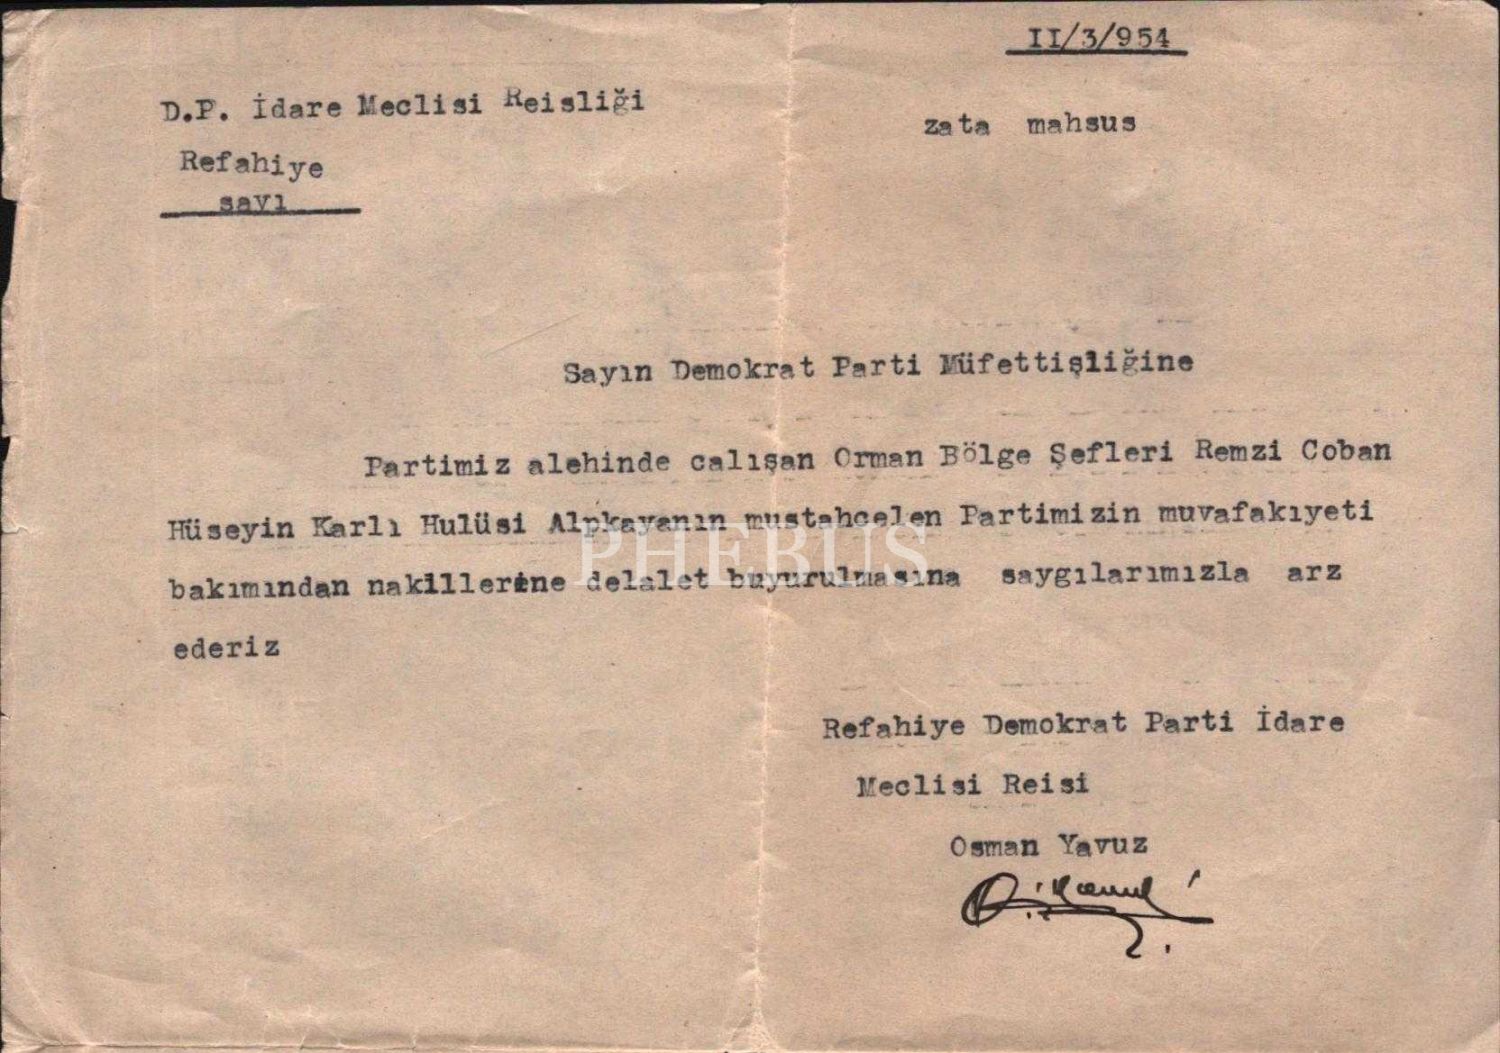 II/3/954
D.P. İdare Meclisi Reisliği
zata mahsus
Refahiye
sayı
Sayın Demokrat Parti Müfettişliğine
Partimiz alehinde calışan Orman Bölge Şefleri Remzi Coban
Hüseyin Karlı Hulüsi Alpkayanın mustahcelen Partimizin muvafakıyeti
PHEBUS
bakımından nakillerine delalet buyurulmasına saygılarımızla arz
ederiz
Refahiye Demokrat Parti İdare
Meclisi Reisi
Osman Yavuz